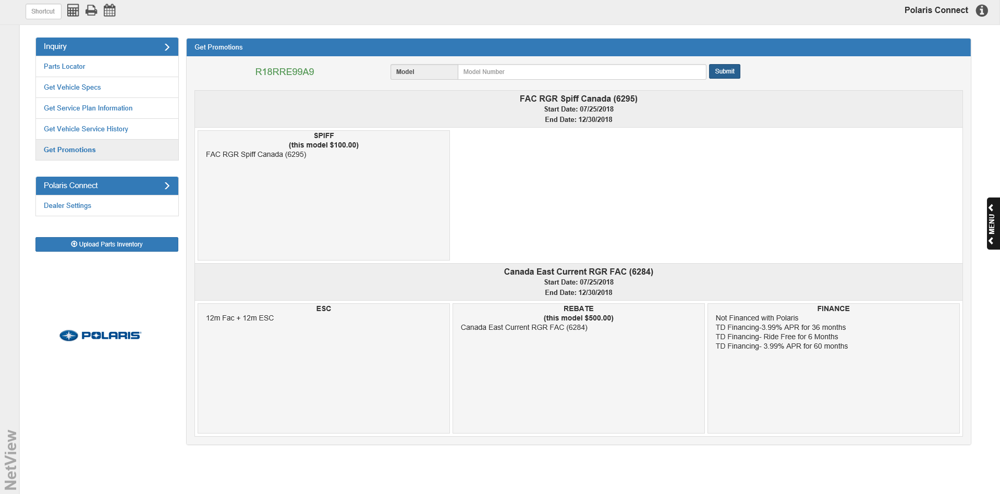 Shortcut
Polaris Connect
Inquiry
Parts Locator
Get Vehicle Specs
Get Service Plan Information
Get Vehicle Service History
Get Promotions
Polaris Connect
Dealer Settings
Upload Parts Inventory
POLARIS
NetView
Get Promotions
R18RRE99A9
Model
Model Number
Submit
FAC RGR Spiff Canada (6295)
Start Date: 07/25/2018
End Date: 12/30/2018
SPIFF
(this model $100.00)
FAC RGR Spiff Canada (6295)
Canada East Current RGR FAC (6284)
Start Date: 07/25/2018
End Date: 12/30/2018
ESC
12m Fac + 12m ESC
REBATE
(this model $500.00)
Canada East Current RGR FAC (6284)
FINANCE
Not Financed with Polaris
TD Financing-3.99% APR for 36 months
TD Financing- Ride Free for 6 Months
TD Financing- 3.99% APR for 60 months
MENU